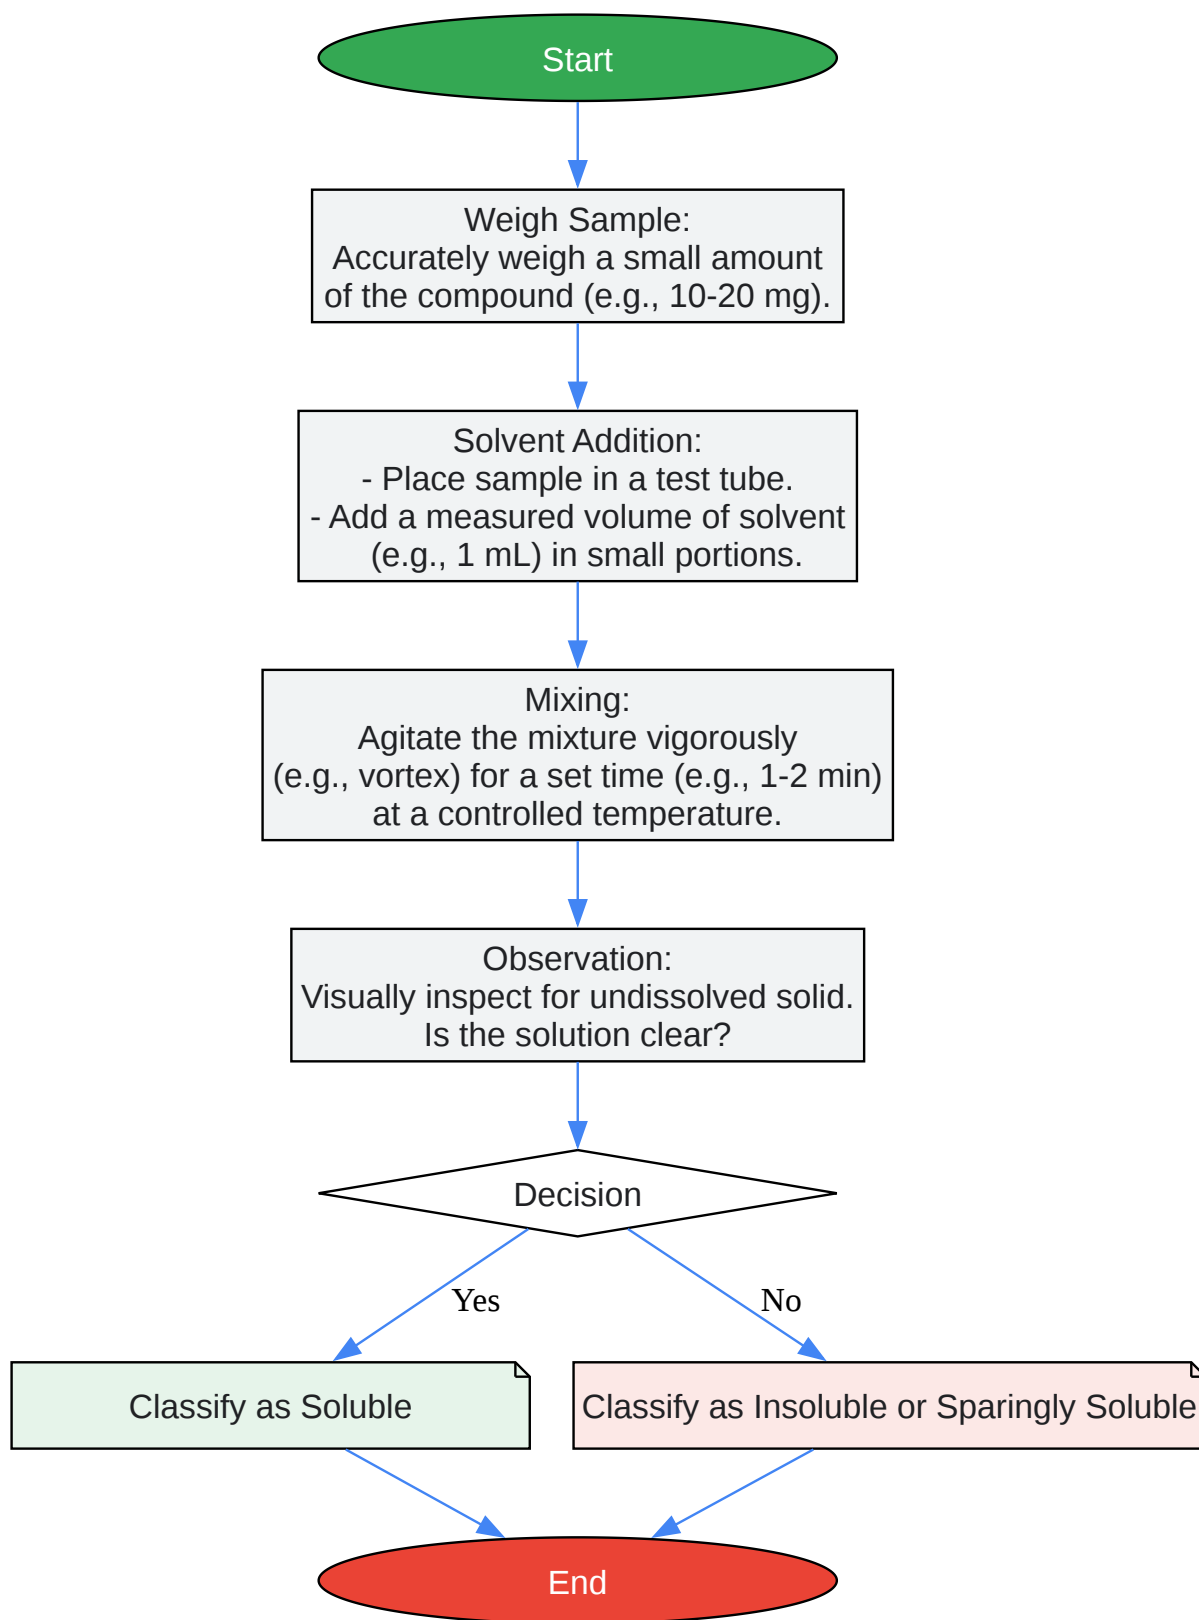 Start
Weigh Sample:
Accurately weigh a small amount
of the compound (e.g., 10-20 mg).
Solvent Addition:
- Place sample in a test tube.
- Add a measured volume of solvent
(e.g., 1 mL) in small portions.
Mixing:
Agitate the mixture vigorously
(e.g., vortex) for a set time (e.g., 1-2 min)
at a controlled temperature.
Observation:
Visually inspect for undissolved solid.
Is the solution clear?
Decision
Yes
No
Classify as Soluble
Classify as Insoluble or Sparingly Soluble
End